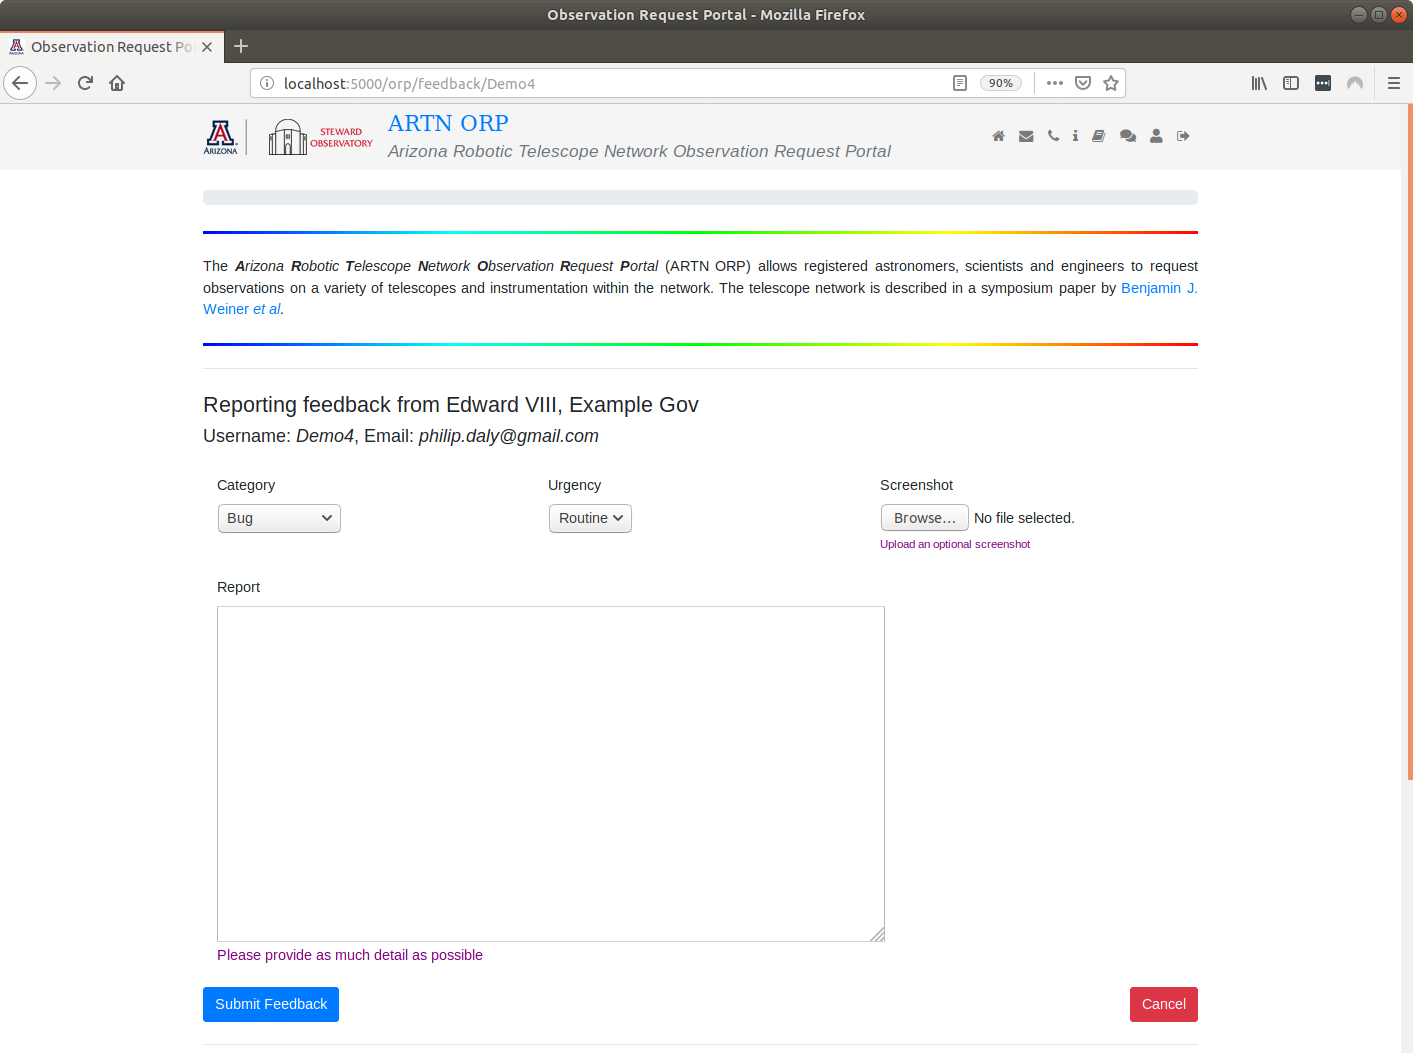 Observation Request Portal - Mozilla Firefox
Observation Request Po
localhost:5000/orp/feedback/Demo4
90%
ARIZONA
STEWARD
OBSERVATORY
ARTN ORP
Arizona Robotic Telescope Network Observation Request Portal
The Arizona Robotic Telescope Network Observation Request Portal (ARTN ORP) allows registered astronomers, scientists and engineers to request
observations on a variety of telescopes and instrumentation within the network. The telescope network is described in a symposium paper by Benjamin J.
Weiner et al.
Reporting feedback from Edward VIII, Example Gov
Username: Demo4, Email: philip.daly@gmail.com
Category
Urgency
Screenshot
Bug
Routine
Browse...
No file selected.
Upload an optional screenshot
Report
Please provide as much detail as possible
Submit Feedback
Cancel